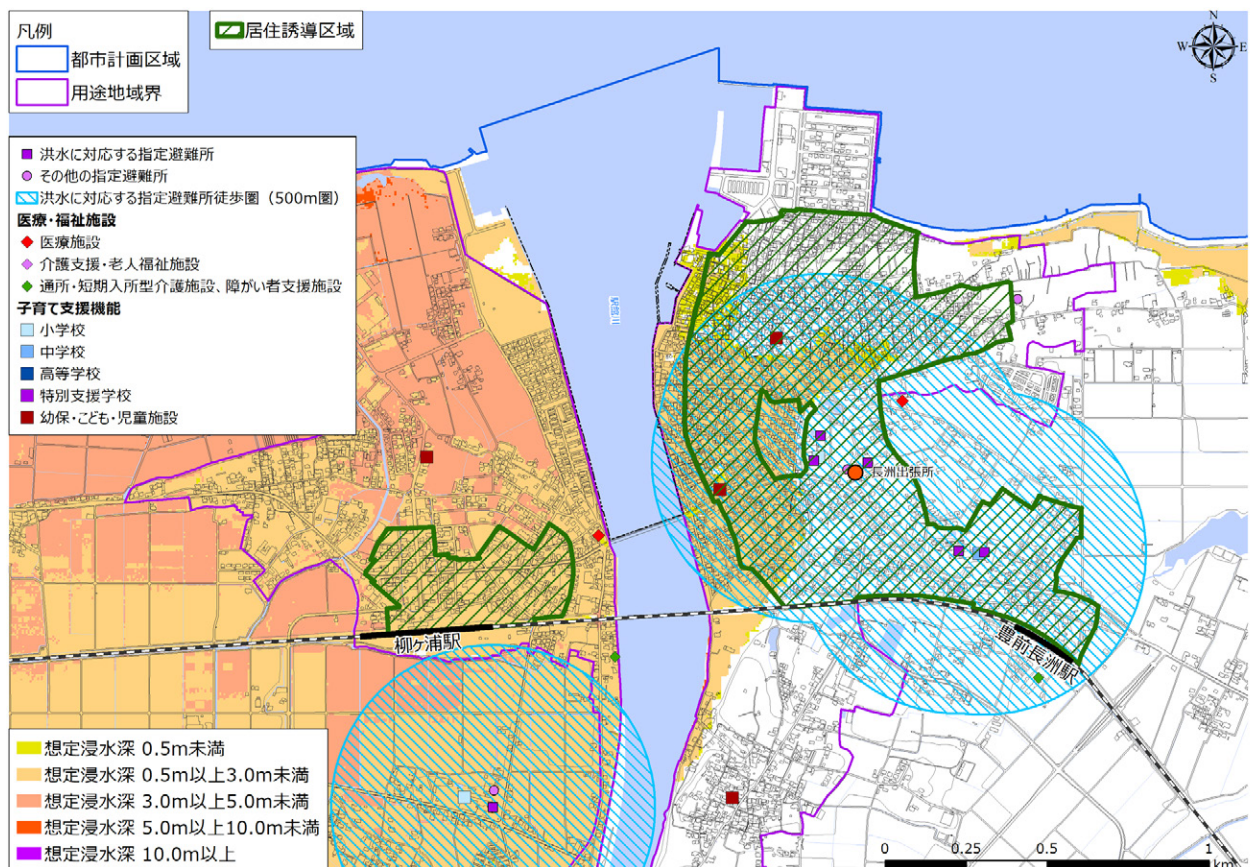 凡例
都市計画区域
用途地域界
居住誘導区域
N
W
E
S
洪水に対応する指定避難所
その他の指定避難所
洪水に対応する指定避難所徒歩圏（500m圏）
医療・福祉施設
医療施設
介護支援・老人福祉施設
通所・短期入所型介護施設、障がい者支援施設
子育て支援機能
小学校
中学校
高等学校
特別支援学校
幼保・こども・児童施設
駅館川
長洲出張所
柳ヶ浦駅
豊前長洲駅
想定浸水深 0.5m未満
想定浸水深 0.5m以上3.0m未満
想定浸水深 3.0m以上5.0m未満
想定浸水深 5.0m以上10.0m未満
想定浸水深 10.0m以上
0 0.25 0.5 1
km